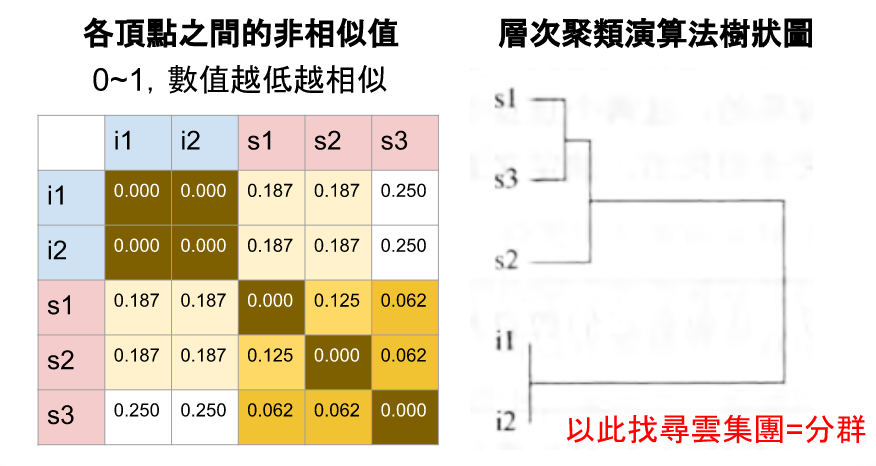 各頂點之間的非相似值
0~1, 數值越低越相似
i1 i2 s1 s2 s3
i1 0.000 0.000 0.187 0.187 0.250
i2 0.000 0.000 0.187 0.187 0.250
s1 0.187 0.187 0.000 0.125 0.062
s2 0.187 0.187 0.125 0.000 0.062
s3 0.250 0.250 0.062 0.062 0.000
層次聚類演算法樹狀圖
s1
s3
s2
i1
i2
以此找尋雲集團=分群